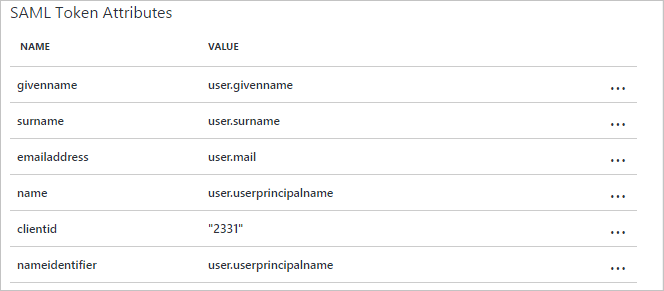 SAML Token Attributes
NAME VALUE
givenname user.givenname ...
surname user.surname ...
emailaddress user.mail ...
name user.userprincipalname ...
clientid "2331" ...
nameidentifier user.userprincipalname ...